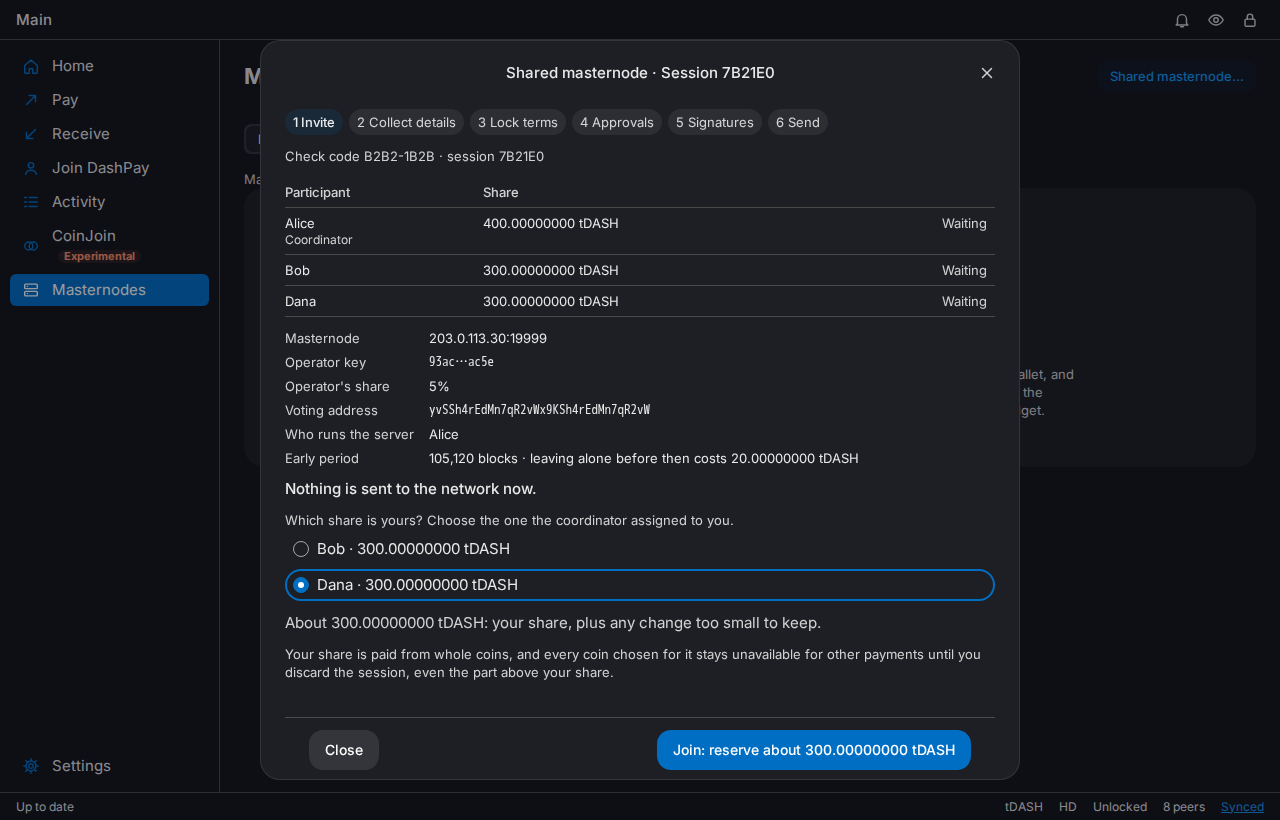 Main
Home
Pay
Receive
Join DashPay
Activity
CoinJoin
Experimental
Masternodes
Settings
Shared masternode...
Ma
allet, and
the
lget.
Shared masternode · Session 7B21E0
1 Invite
2 Collect details
3 Lock terms
4 Approvals
5 Signatures
6 Send
Check code B2B2-1B2B · session 7B21E0
Participant Share
Alice 400.00000000 tDASH Waiting
Coordinator
Bob 300.00000000 tDASH Waiting
Dana 300.00000000 tDASH Waiting
Masternode 203.0.113.30:19999
Operator key 93ac⋯ac5e
Operator's share 5%
Voting address yvSSh4rEdMn7qR2vWx9KSh4rEdMn7qR2vW
Who runs the server Alice
Early period 105,120 blocks · leaving alone before then costs 20.00000000 tDASH
Nothing is sent to the network now.
Which share is yours? Choose the one the coordinator assigned to you.
Bob · 300.00000000 tDASH
Dana · 300.00000000 tDASH
About 300.00000000 tDASH: your share, plus any change too small to keep.
Your share is paid from whole coins, and every coin chosen for it stays unavailable for other payments until you
discard the session, even the part above your share.
Close
Join: reserve about 300.00000000 tDASH
Up to date
tDASH HD Unlocked 8 peers Synced